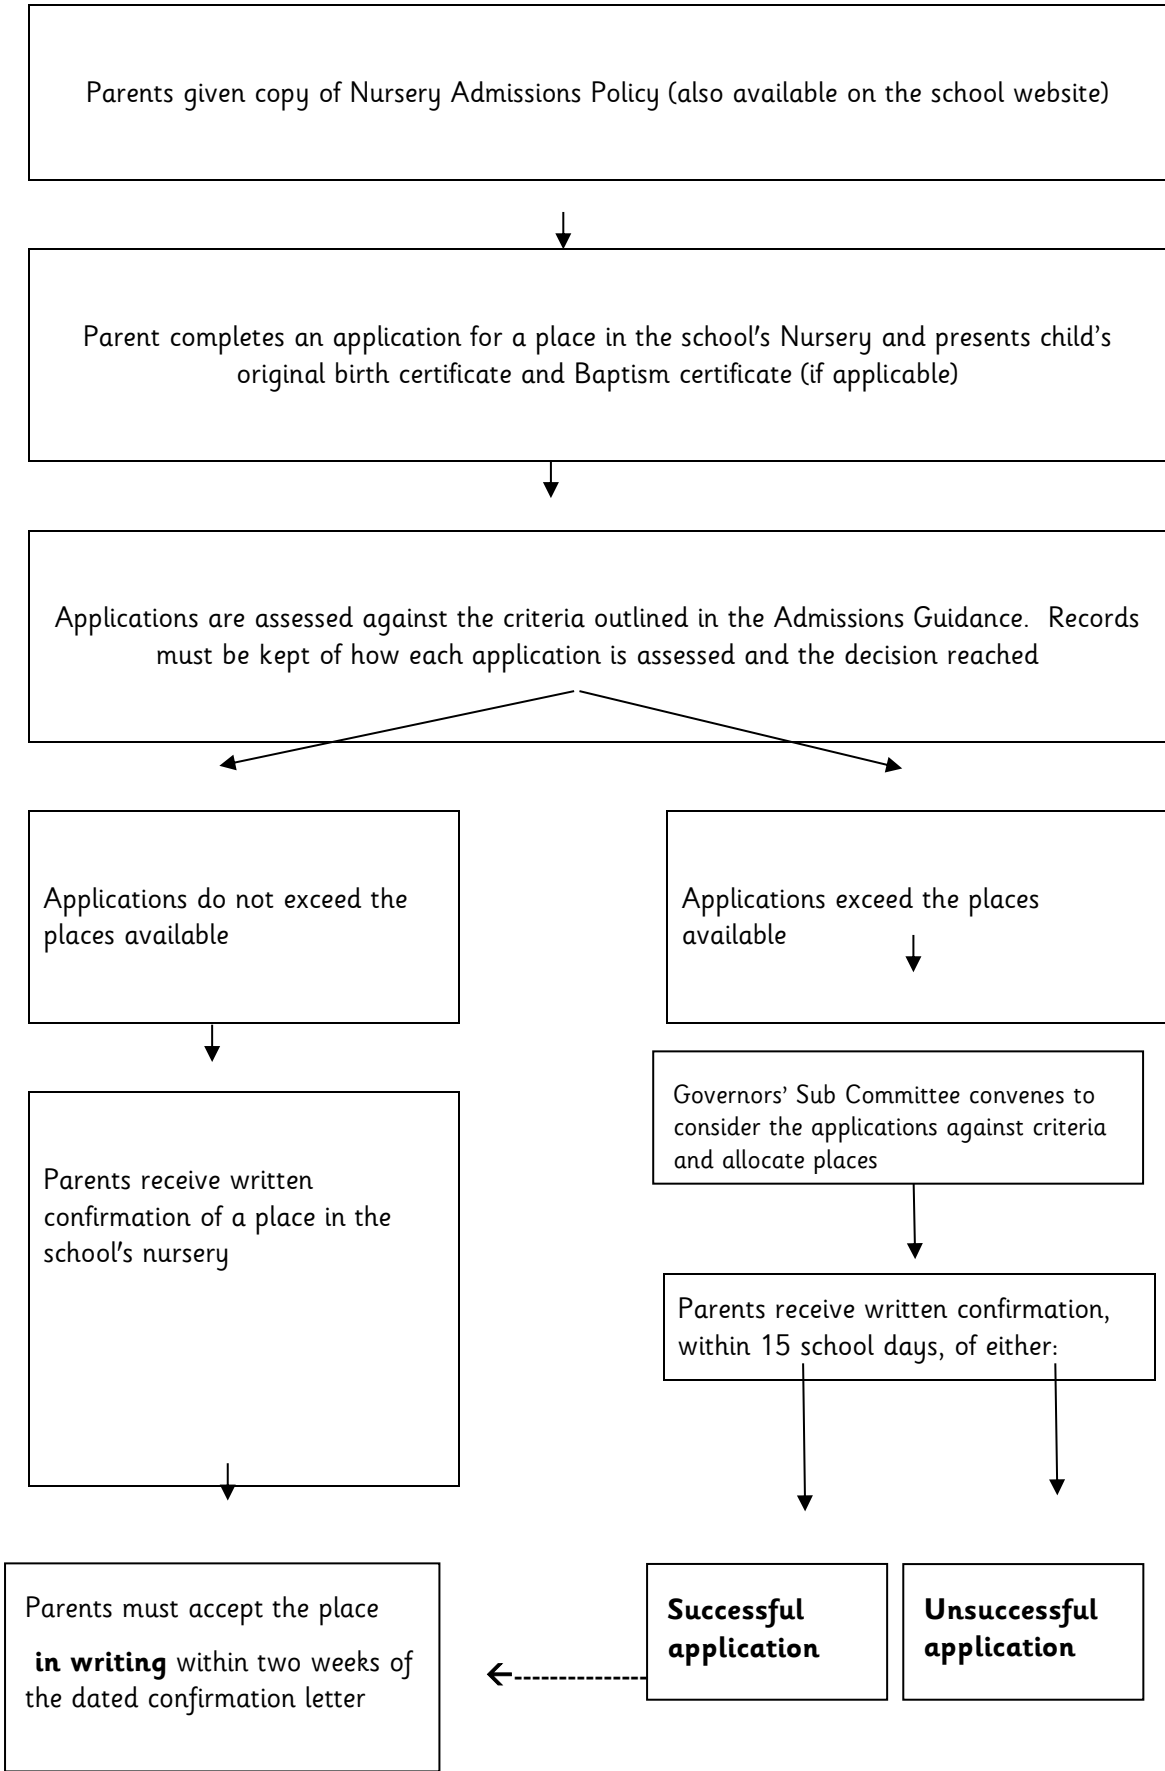 Parents given copy of Nursery Admissions Policy (also available on the school website)
Parent completes an application for a place in the school's Nursery and presents child’s
original birth certificate and Baptism certificate (if applicable)
Applications are assessed against the criteria outlined in the Admissions Guidance.  Records
must be kept of how each application is assessed and the decision reached
Applications do not exceed the
places available
Applications exceed the places
available
Parents receive written
confirmation of a place in the
school's nursery
Governors’ Sub Committee convenes to
consider the applications against criteria
and allocate places
Parents receive written confirmation,
within 15 school days, of either:
Parents must accept the place
in writing within two weeks of
the dated confirmation letter
Successful
application
Unsuccessful
application